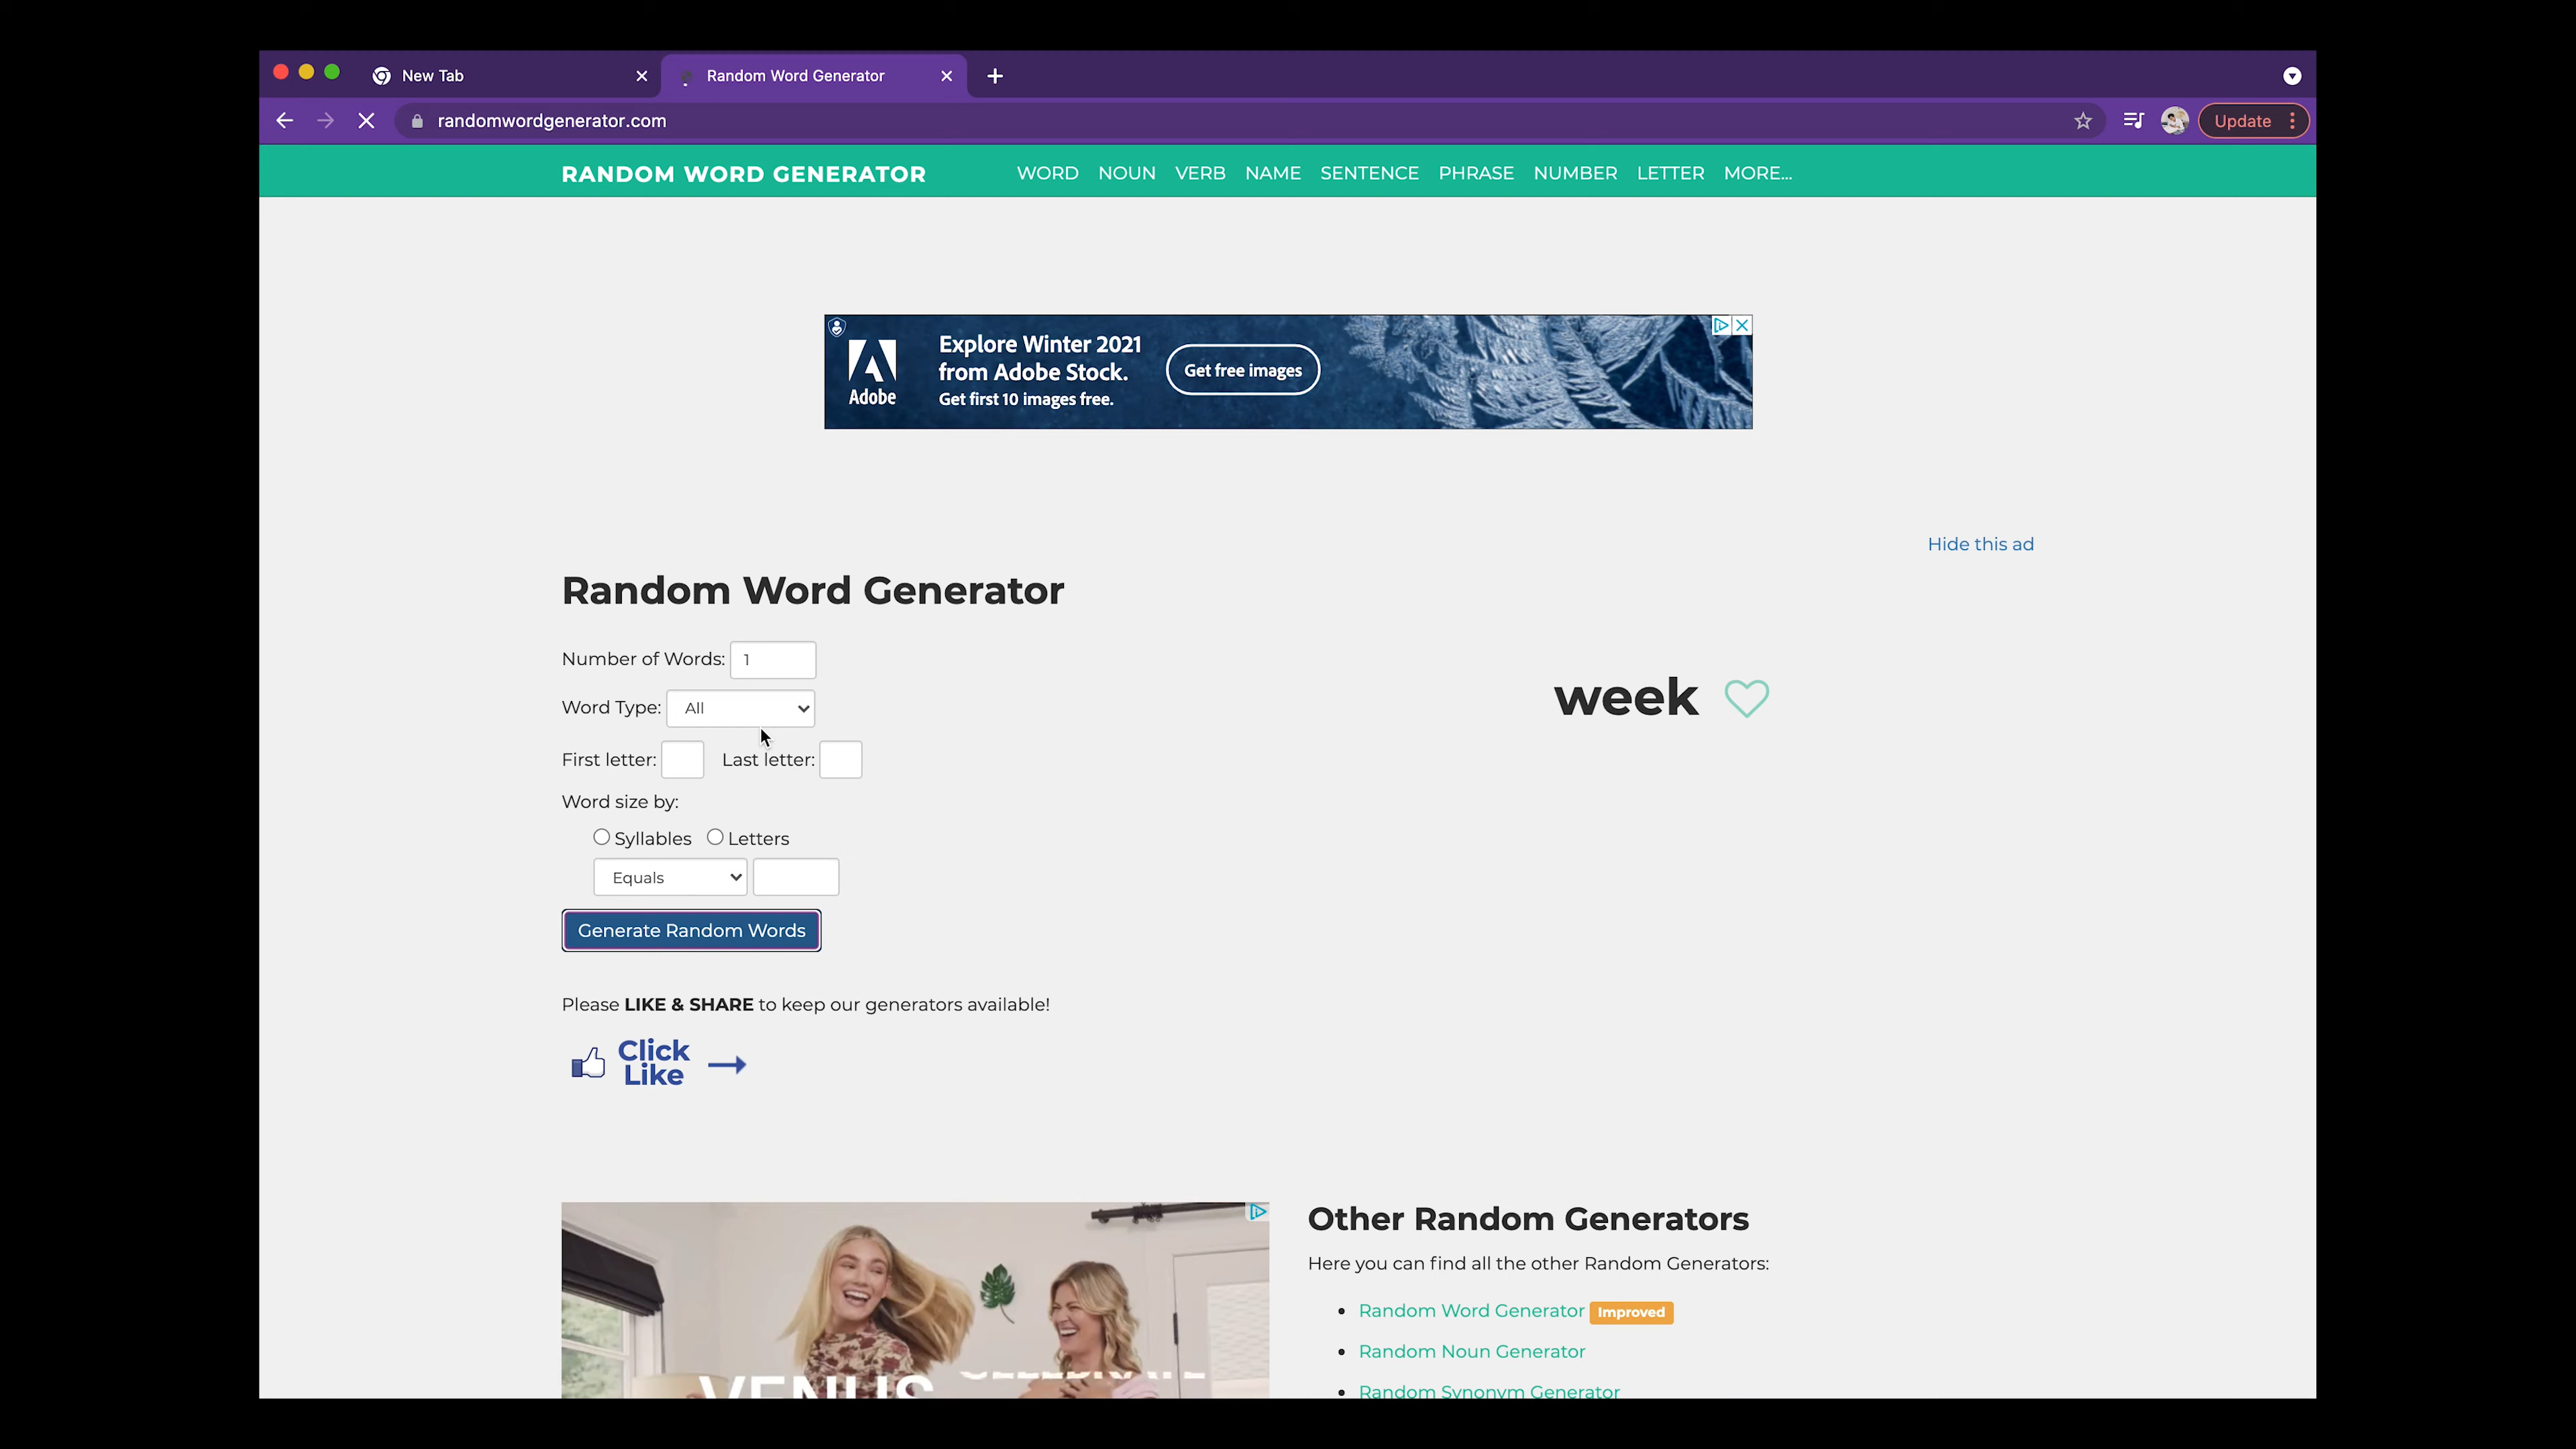 New Tab
Random Word Generator
randomwordgenerator.com
Update
RANDOM WORD GENERATOR
WORD NOUN VERB NAME SENTENCE PHRASE NUMBER LETTER MORE...
Explore Winter 2021
from Adobe Stock.
Get first 10 images free.
Get free images
Adobe
Hide this ad
Random Word Generator
Number of Words: 1
Word Type: All
First letter: Last letter:
Word size by:
Syllables Letters
Equals
Generate Random Words
week
Please LIKE & SHARE to keep our generators available!
Click
Like
VENUS
CELEBRATE
Other Random Generators
Here you can find all the other Random Generators:
Random Word Generator Improved
Random Noun Generator
Random Synonym Generator